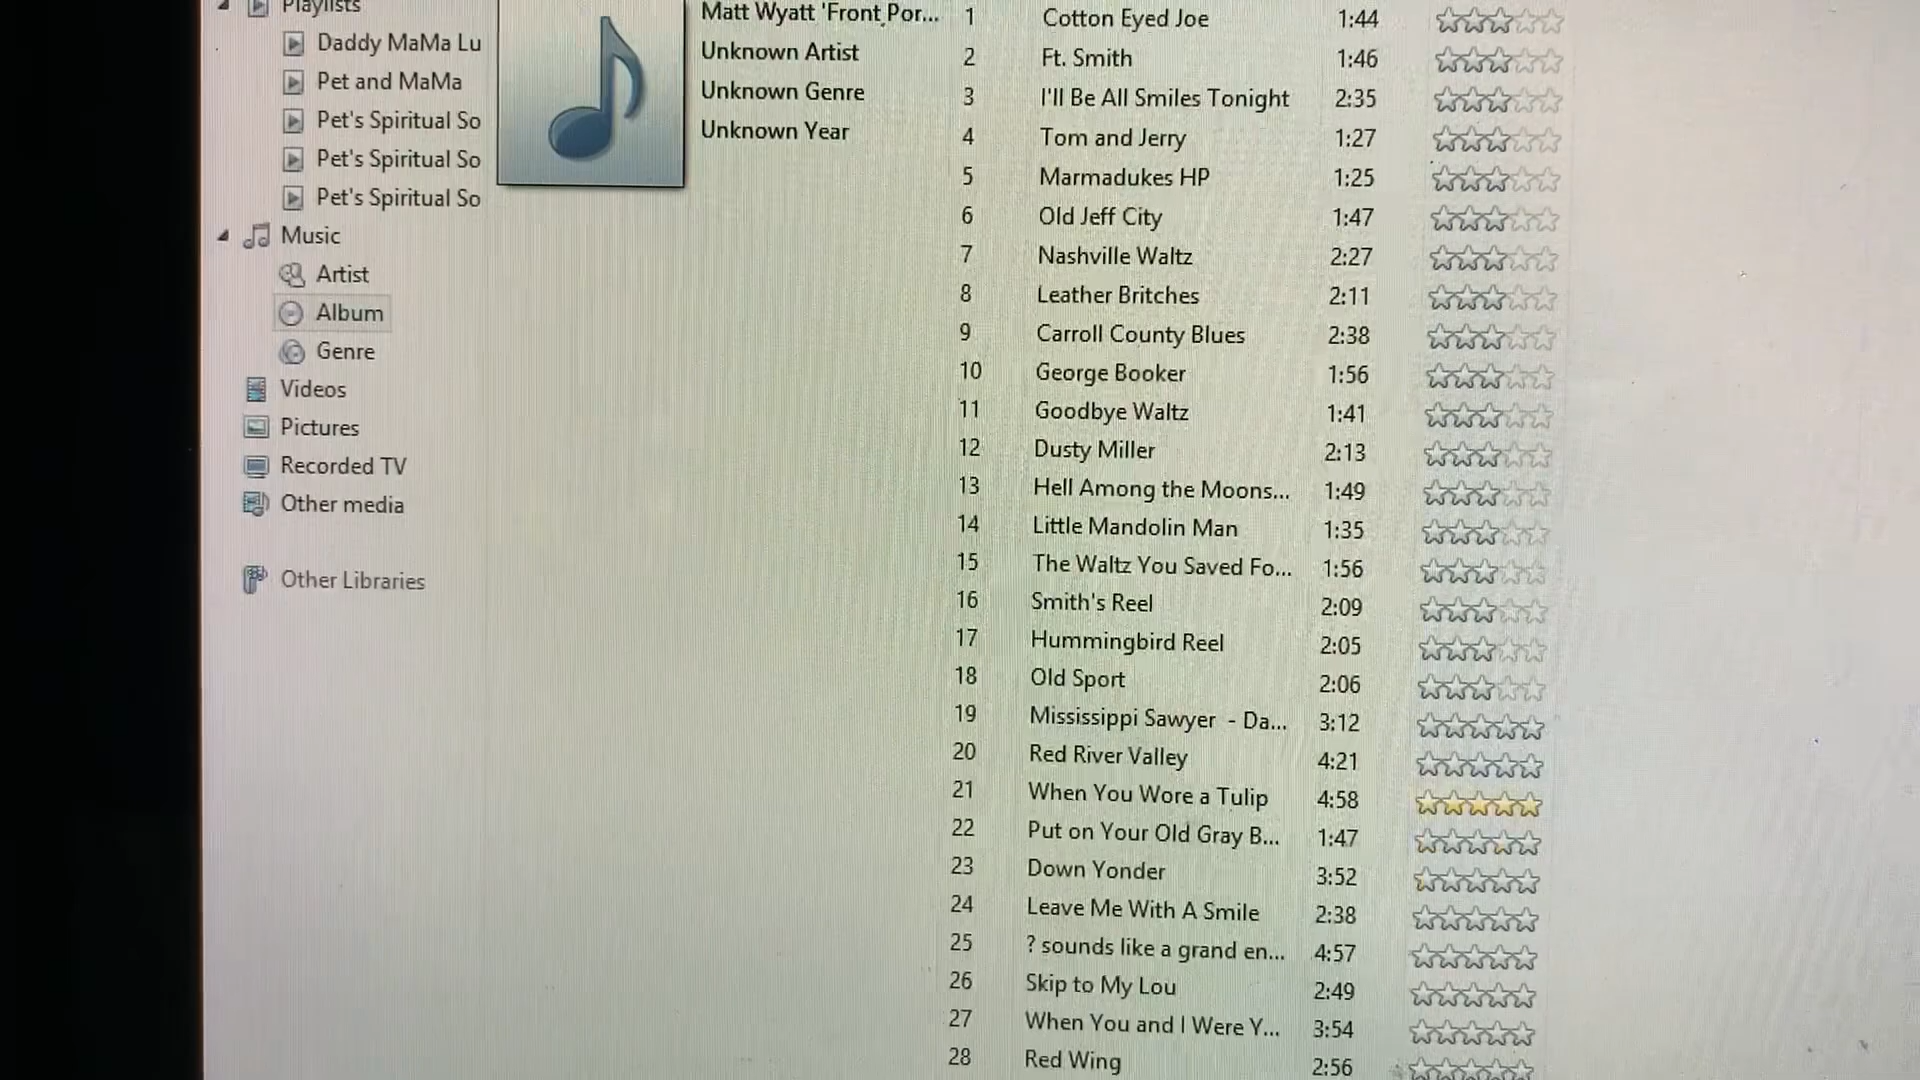 Playlists
Daddy MaMa Lu
Pet and MaMa
Pet's Spiritual So
Pet's Spiritual So
Pet's Spiritual So
Music
Artist
Album
Genre
Videos
Pictures
Recorded TV
Other media
Other Libraries
Matt Wyatt 'Front Por...
Unknown Artist
Unknown Genre
Unknown Year
1 Cotton Eyed Joe 1:44
2 Ft. Smith 1:46
3 I'll Be All Smiles Tonight 2:35
4 Tom and Jerry 1:27
5 Marmadukes HP 1:25
6 Old Jeff City 1:47
7 Nashville Waltz 2:27
8 Leather Britches 2:11
9 Carroll County Blues 2:38
10 George Booker 1:56
11 Goodbye Waltz 1:41
12 Dusty Miller 2:13
13 Hell Among the Moons... 1:49
14 Little Mandolin Man 1:35
15 The Waltz You Saved Fo... 1:56
16 Smith's Reel 2:09
17 Hummingbird Reel 2:05
18 Old Sport 2:06
19 Mississippi Sawyer - Da... 3:12
20 Red River Valley 4:21
21 When You Wore a Tulip 4:58
22 Put on Your Old Gray B... 1:47
23 Down Yonder 3:52
24 Leave Me With A Smile 2:38
25 ? sounds like a grand en... 4:57
26 Skip to My Lou 2:49
27 When You and I Were Y... 3:54
28 Red Wing 2:56